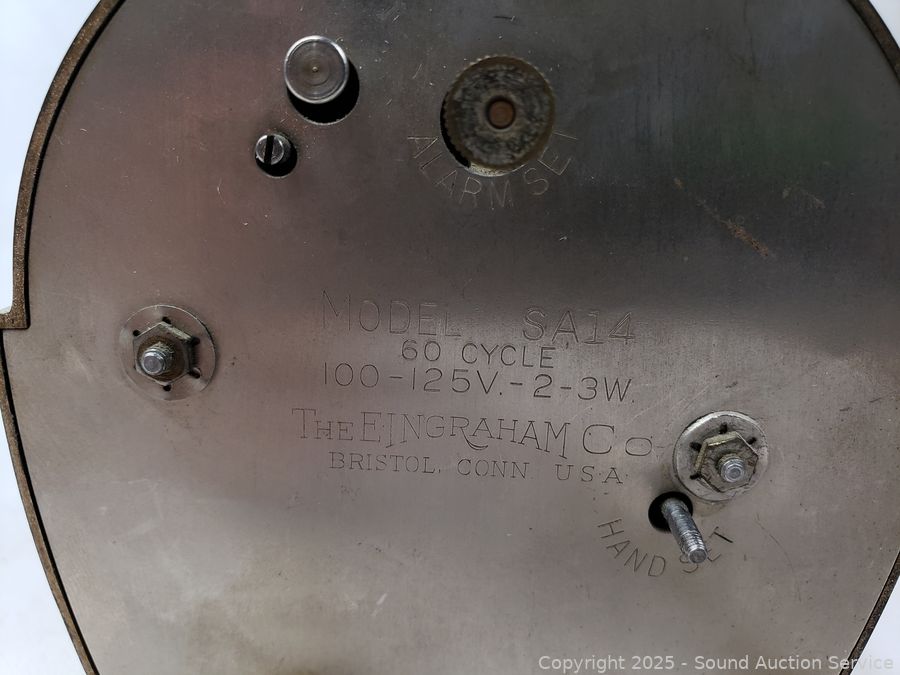 ALARM SET
MODEL SA14
60 CYCLE
100-125V.-2-3W.
THE E. INGRAHAM CO
BRISTOL, CONN. U.S.A.
HAND SET
Copyright © 2025 - Sound Auction Service